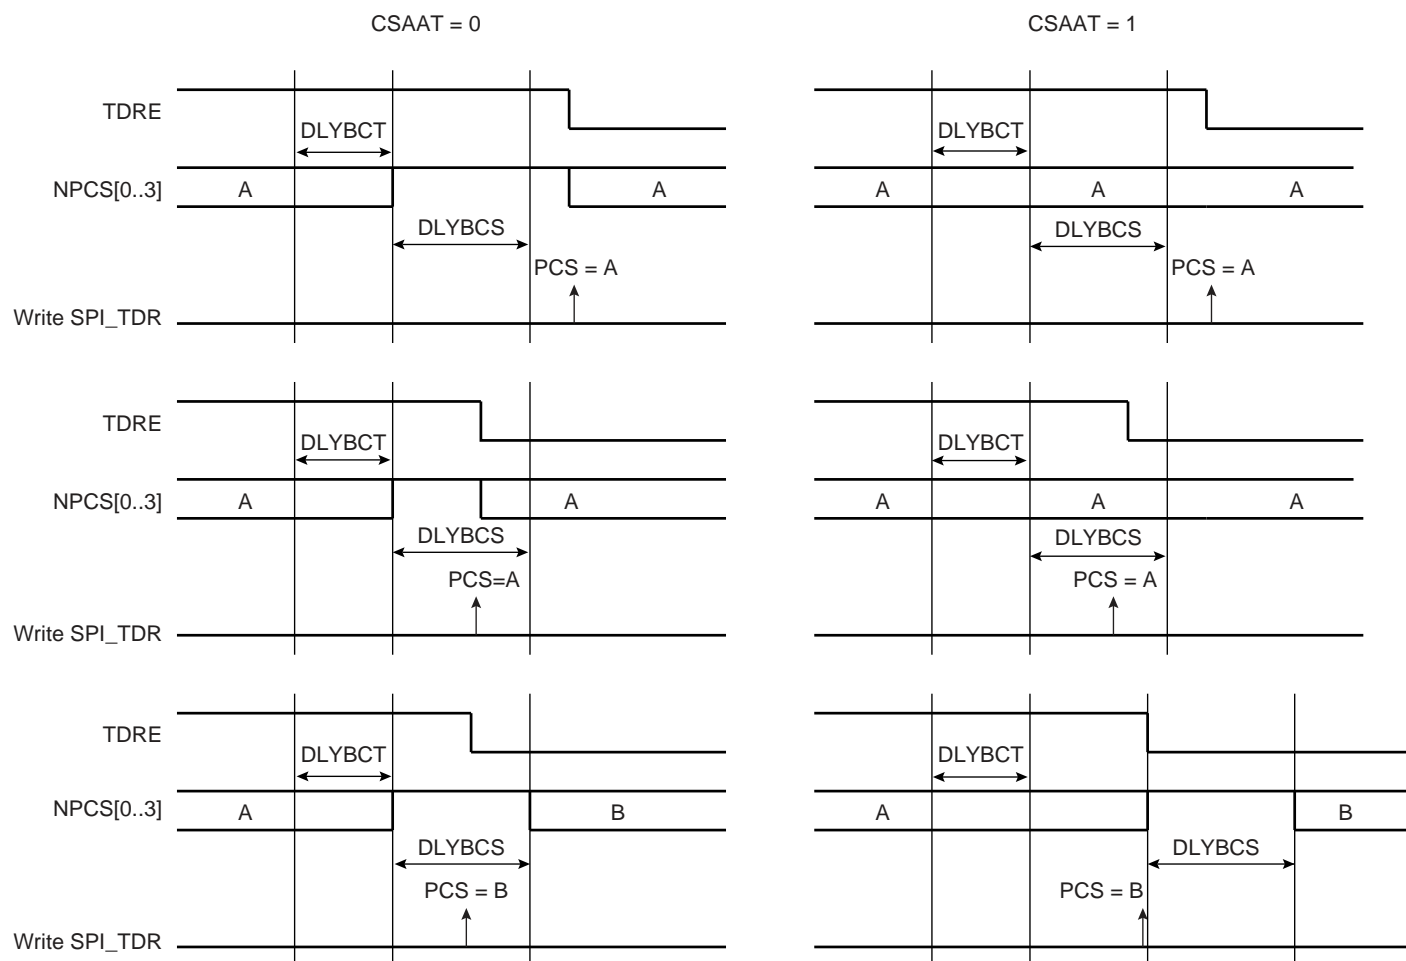 CSAAT = 0 CSAAT = 1
TDRE
DLYBCT DLYBCT
NPCS[0..3] A A A A A
DLYBCS DLYBCS
PCS = A PCS = A
Write SPI_TDR
TDRE
DLYBCT DLYBCT
NPCS[0..3] A A A A A
DLYBCS DLYBCS
PCS=A PCS = A
Write SPI_TDR
TDRE
DLYBCT DLYBCT
NPCS[0..3] A B A B
DLYBCS DLYBCS
PCS = B PCS = B
Write SPI_TDR